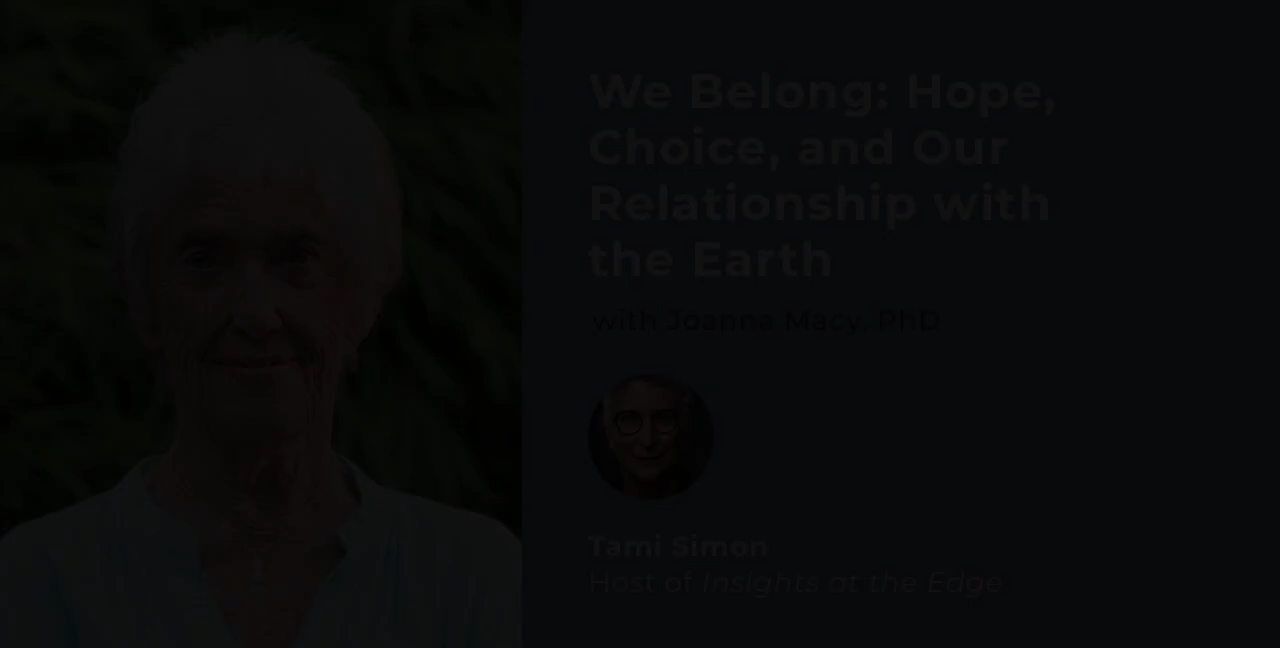 We Belong: Hope,
Choice, and Our
Relationship with
the Earth
with Joanna Macy, PhD
Tami Simon
Host of Insights at the Edge